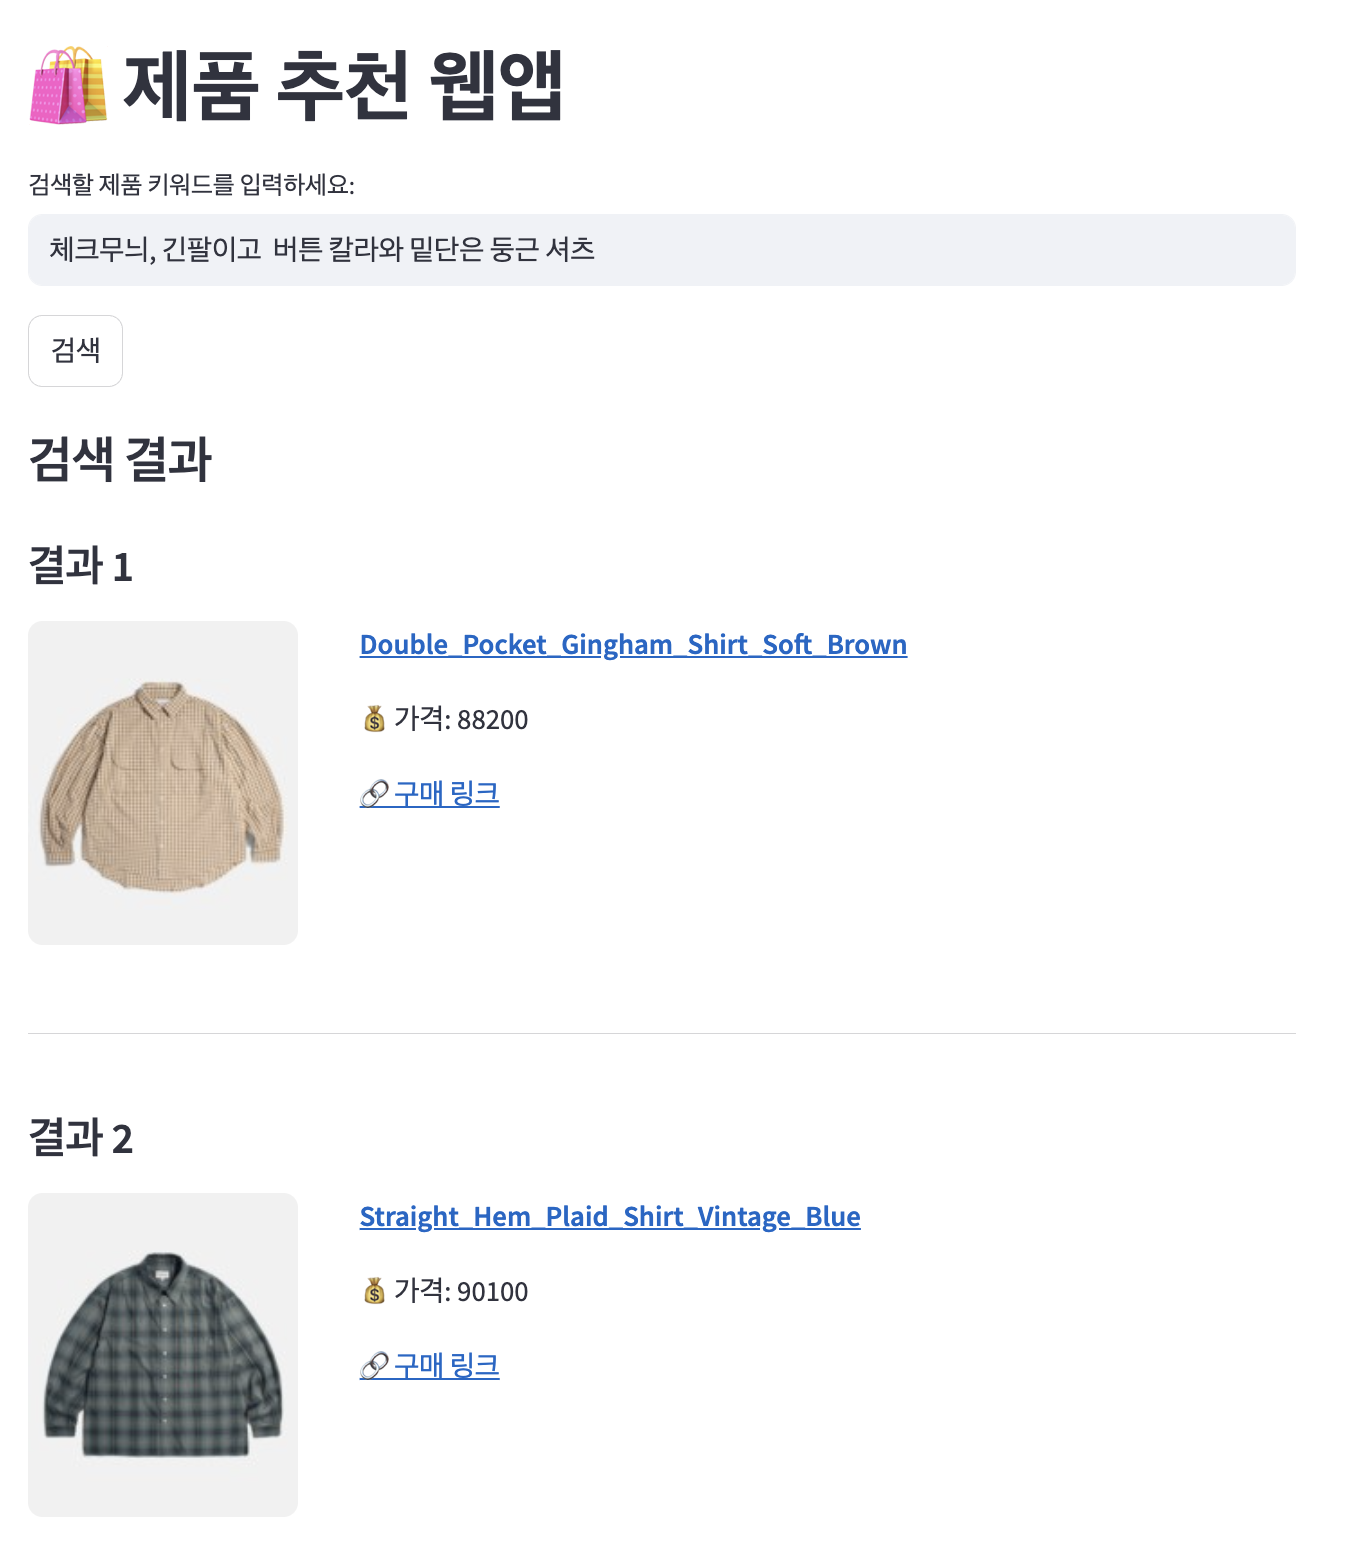 🛍️ 제품 추천 웹앱
검색할 제품 키워드를 입력하세요:
체크무늬, 긴팔이고  버튼 칼라와 밑단은 둥근 셔츠
검색
검색 결과
결과 1
Double_Pocket_Gingham_Shirt_Soft_Brown
💰 가격: 88200
🔗 구매 링크
결과 2
Straight_Hem_Plaid_Shirt_Vintage_Blue
💰 가격: 90100
🔗 구매 링크